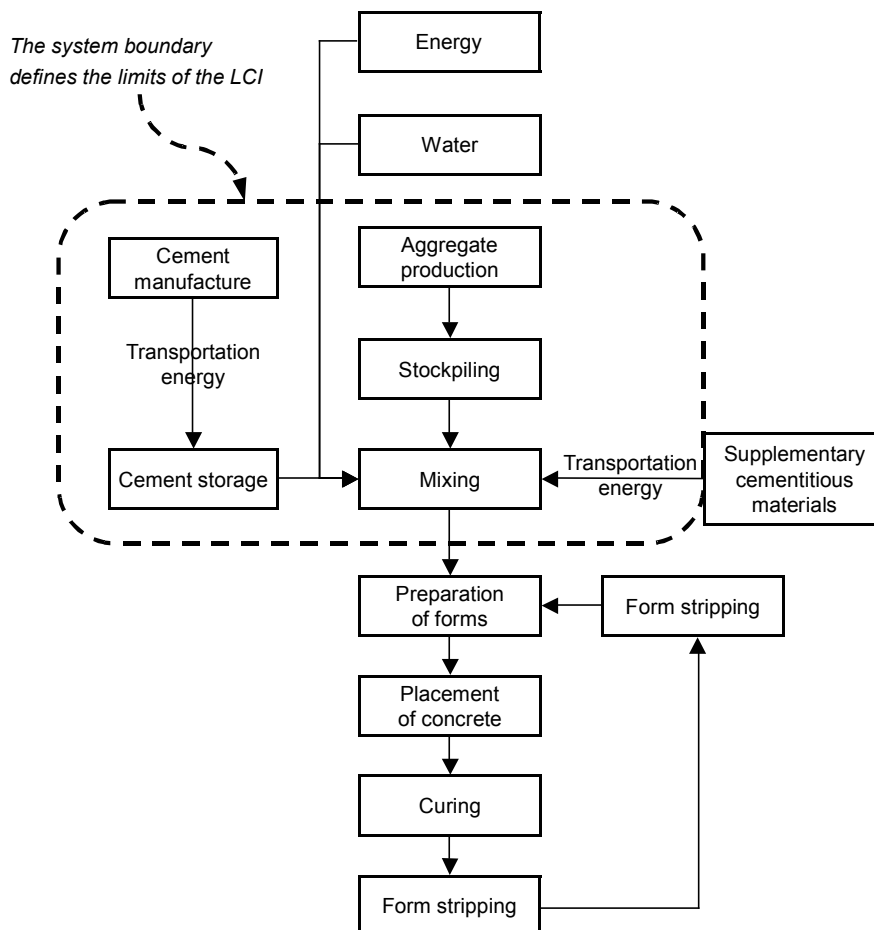 The system boundary
defines the limits of the LCI
Energy
Water
Cement
manufacture
Aggregate
production
Transportation
energy
Stockpiling
Cement storage
Mixing
Transportation
energy
Supplementary
cementitious
materials
Preparation
of forms
Form stripping
Placement
of concrete
Curing
Form stripping